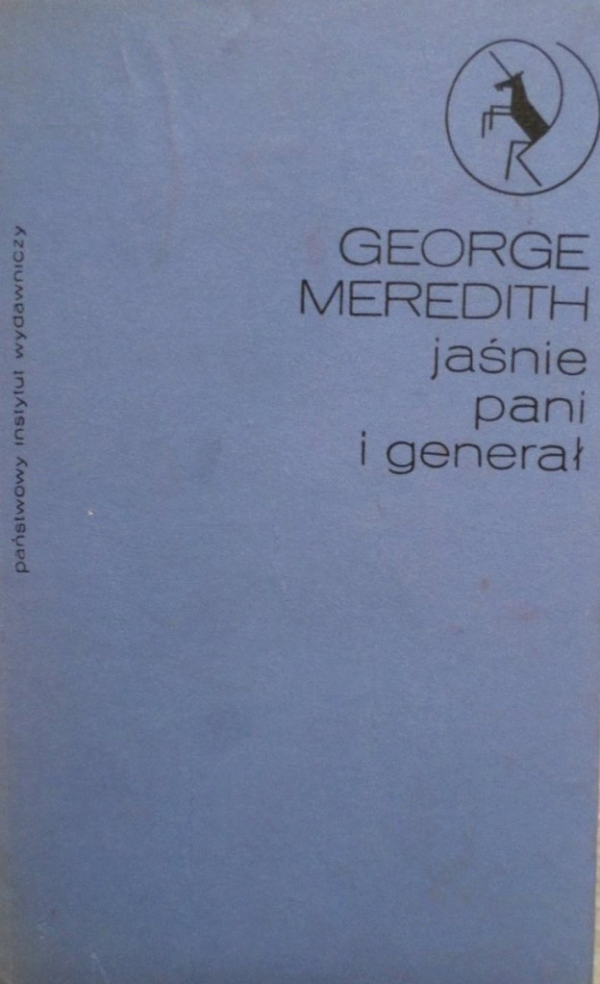 GEORGE
MEREDITH
jaśnie
pani
i generał
państwowy instytut wydawniczy